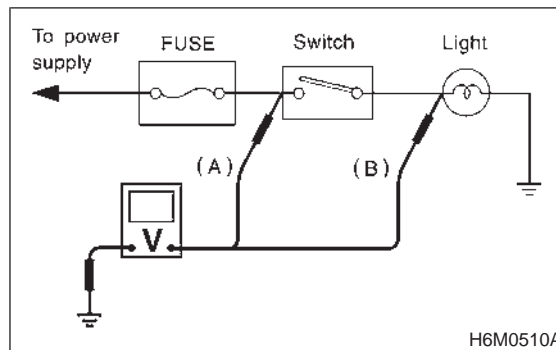 To power
supply
FUSE
Switch
Light
(A)
(B)
V
H6M0510A